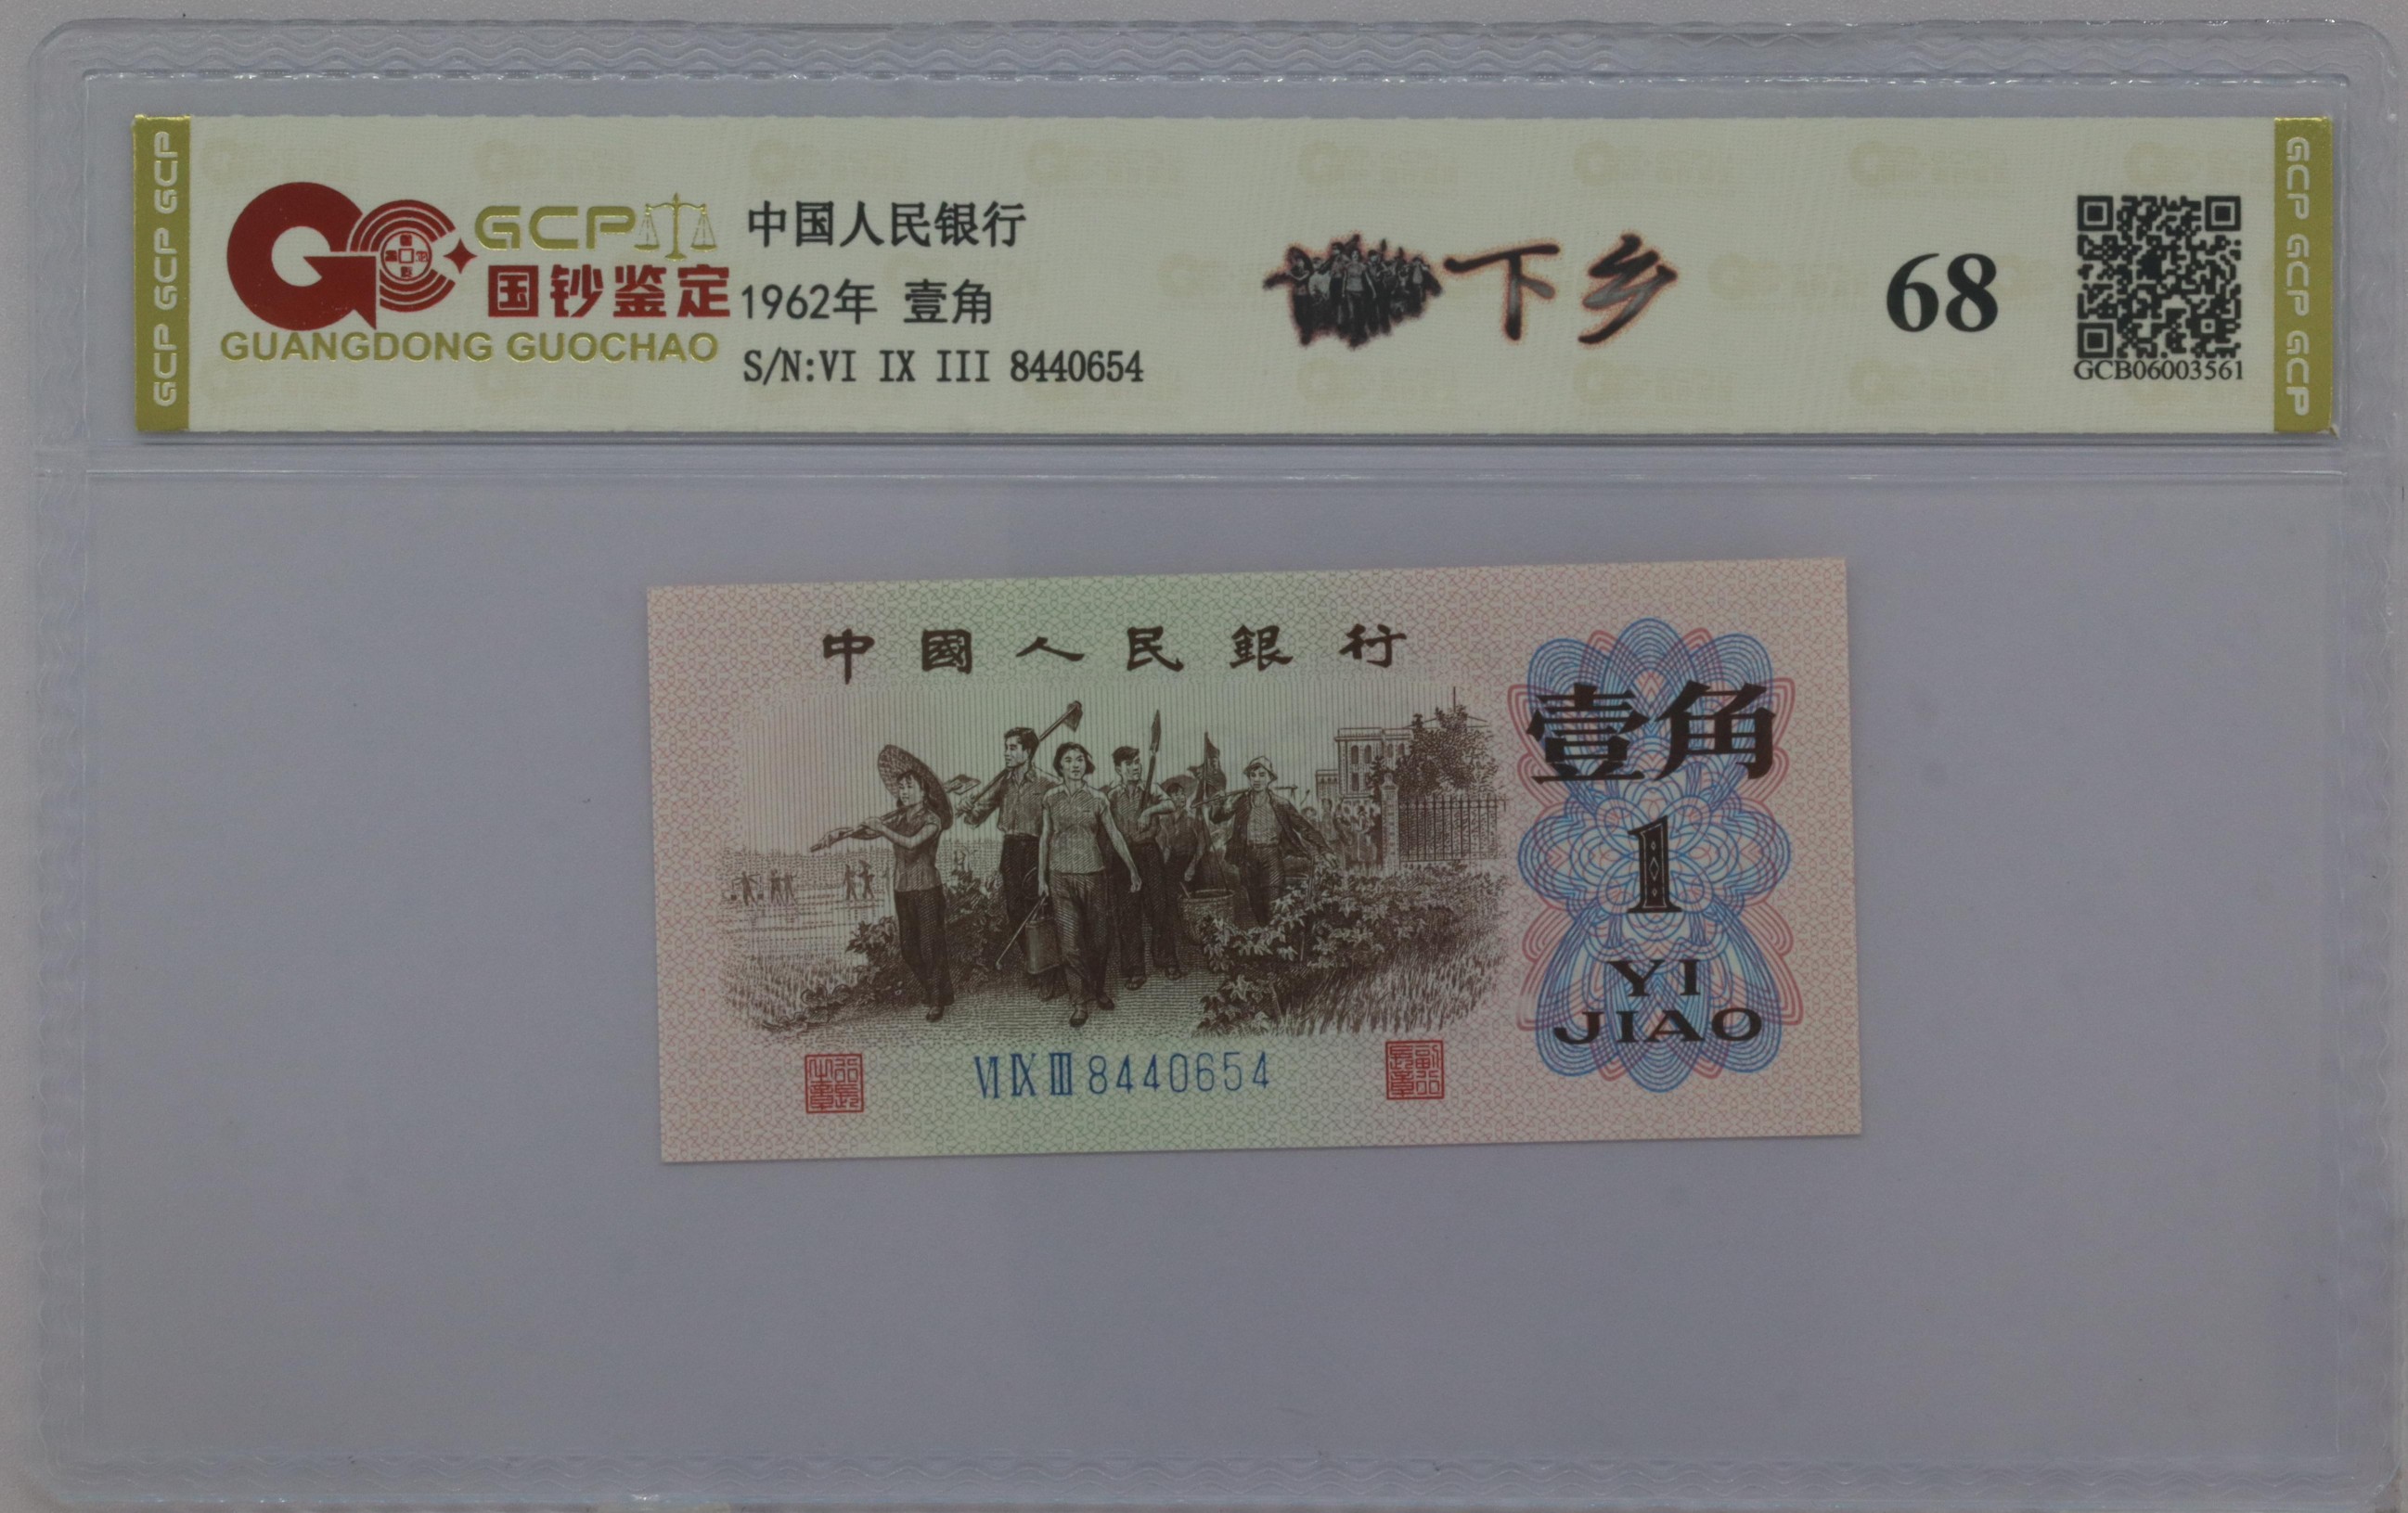 GCP GCP GCP
GCP
国钞鉴定
GUANGDONG GUOCHAO
中国人民银行
1962年 壹角
S/N:VI IX III 8440654
下乡
68
GCB06003561
GCP GCP GCP
中國人民銀行
壹角
1
YI
JIAO
VI IX III 8440654